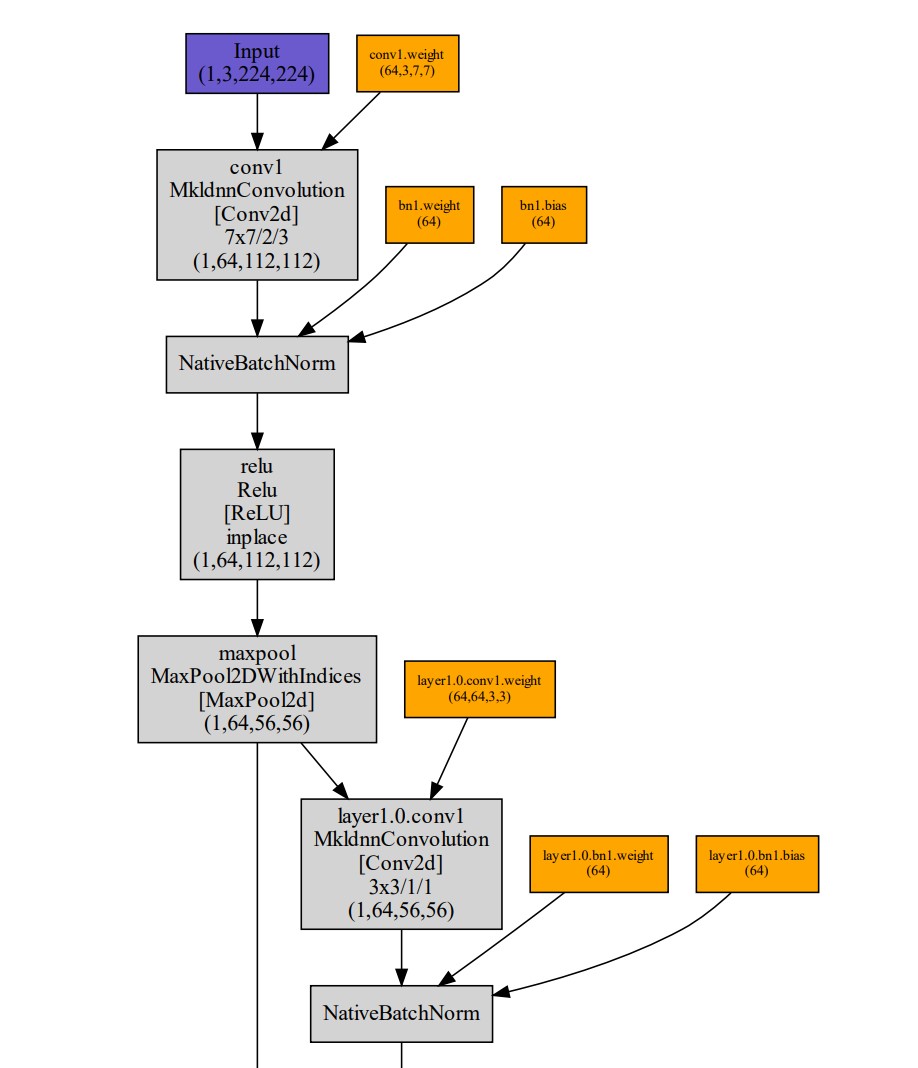 Input
(1,3,224,224)
conv1.weight
(64,3,7,7)
conv1
MkldnnConvolution
[Conv2d]
7x7/2/3
(1,64,112,112)
bn1.weight
(64)
bn1.bias
(64)
NativeBatchNorm
relu
Relu
[ReLU]
inplace
(1,64,112,112)
maxpool
MaxPool2DWithIndices
[MaxPool2d]
(1,64,56,56)
layer1.0.conv1.weight
(64,64,3,3)
layer1.0.conv1
MkldnnConvolution
[Conv2d]
3x3/1/1
(1,64,56,56)
layer1.0.bn1.weight
(64)
layer1.0.bn1.bias
(64)
NativeBatchNorm